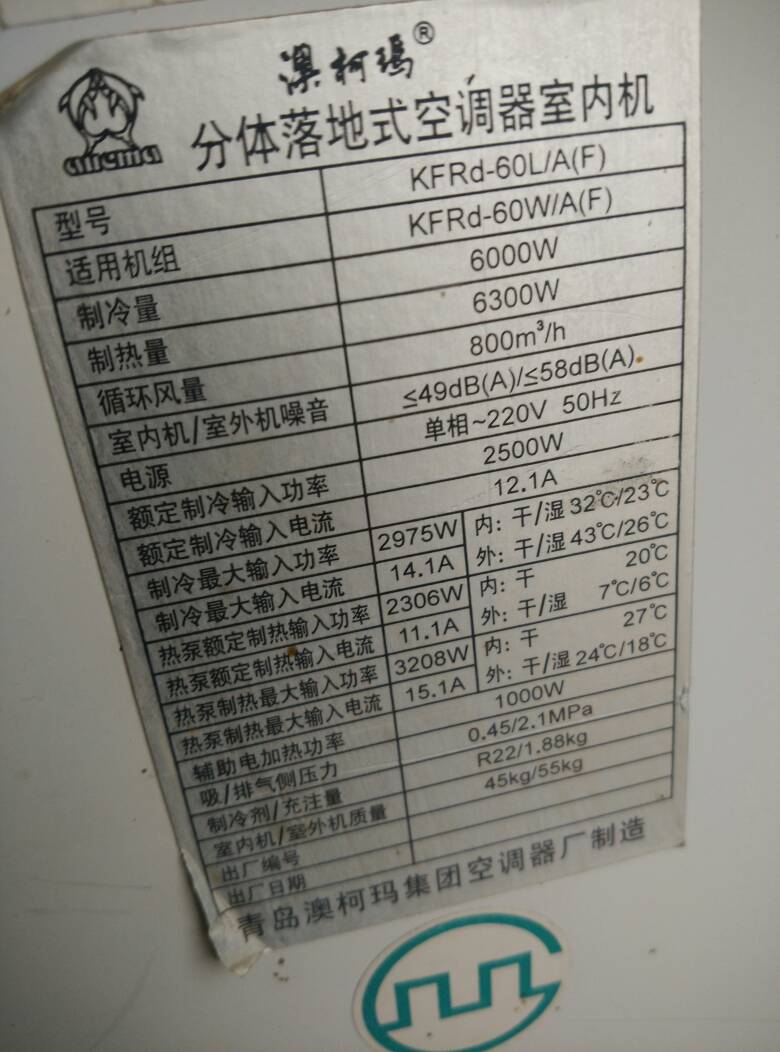 澳柯玛®
aucma
分体落地式空调器室内机
型号 KFRd-60L/A(F)
适用机组 KFRd-60W/A(F)
制冷量 6000W
制热量 6300W
循环风量 800m³/h
室内机/室外机噪音 ≤49dB(A)/≤58dB(A)
电源 单相~220V 50Hz
额定制冷输入功率 2500W
额定制冷输入电流 12.1A
制冷最大输入功率 2975W 内: 干/湿 32℃/23℃
制冷最大输入电流 14.1A 外: 干/湿 43℃/26℃
热泵额定制热输入功率 2306W 内: 干 20℃
热泵额定制热输入电流 11.1A 外: 干/湿 7℃/6℃
热泵制热最大输入功率 3208W 内: 干 27℃
热泵制热最大输入电流 15.1A 外: 干/湿 24℃/18℃
辅助电加热功率 1000W
吸/排气侧压力 0.45/2.1MPa
制冷剂/充注量 R22/1.88kg
室内机/室外机质量 45kg/55kg
出厂编号
出厂日期
青岛澳柯玛集团空调器厂制造